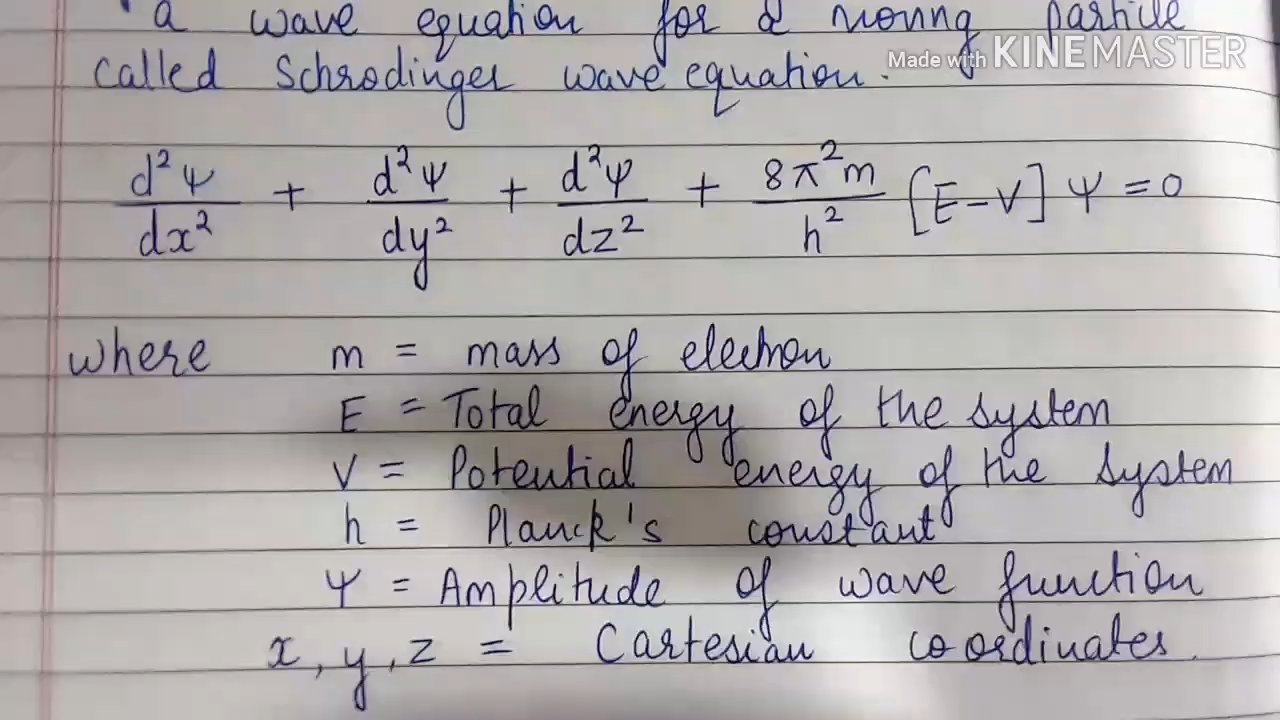 a wave equation for a moving particle
Made with KINEMASTER
called Schrodinger wave equation.
d²ψ/dx² + d²ψ/dy² + d²ψ/dz² + 8π²m/h² [E-V] ψ = 0
where m = mass of electron
E = Total energy of the system
V = Potential energy of the system
h = Planck's constant
ψ = Amplitude of wave function
x, y, z = Cartesian coordinates.